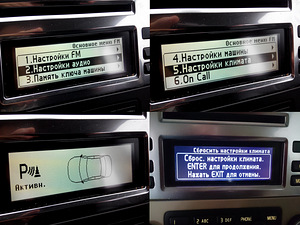 Основное меню FM
1.Настройки FM
2.Настройки аудио
3.Память ключа машины
Основное меню FM
4.Настройки машины
5.Настройки климата
6.On Call
P
Активн.
Сбросить настройки климата
Сброс. настройки климата.
ENTER для продолжения.
Нажать EXIT для отмены.
1
2 ABC
3 DEF
PHONE
MENU